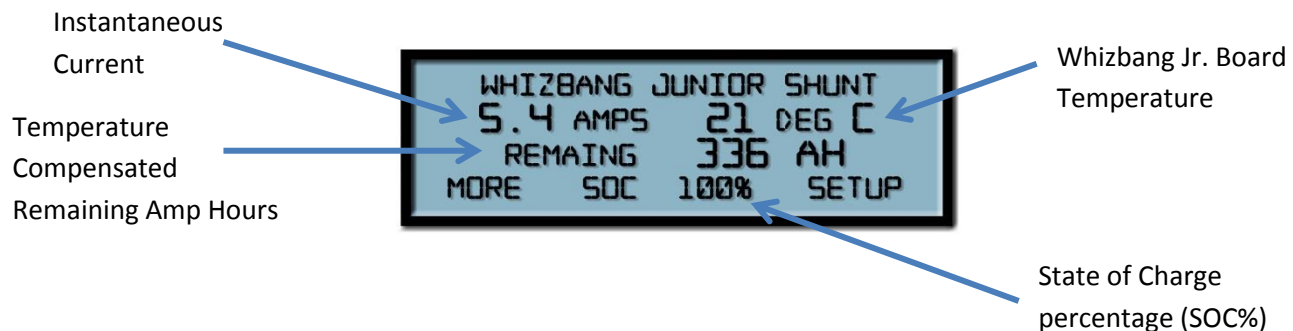 Instantaneous
Current
Temperature
Compensated
Remaining Amp Hours
WHIZBANG JUNIOR SHUNT
5.4 AMPS 21 DEG C
REMAING 336 AH
MORE SOC 100% SETUP
Whizbang Jr. Board
Temperature
State of Charge
percentage (SOC%)